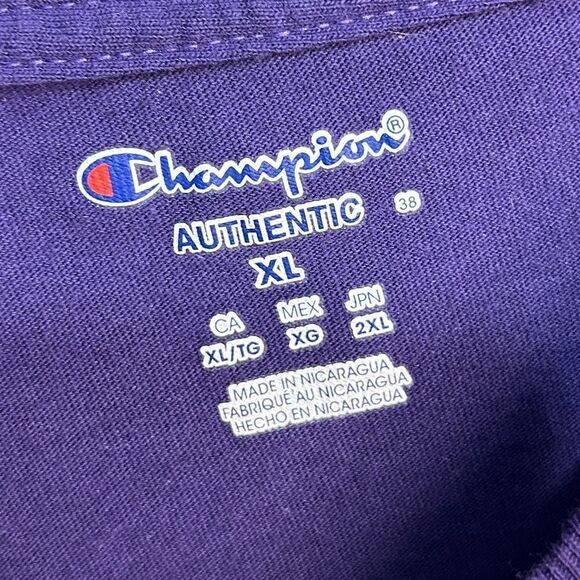 Champion®
AUTHENTIC 38
XL
CA MEX JPN
XL/TG XG 2XL
MADE IN NICARAGUA
FABRIQUÉ AU NICARAGUA
HECHO EN NICARAGUA